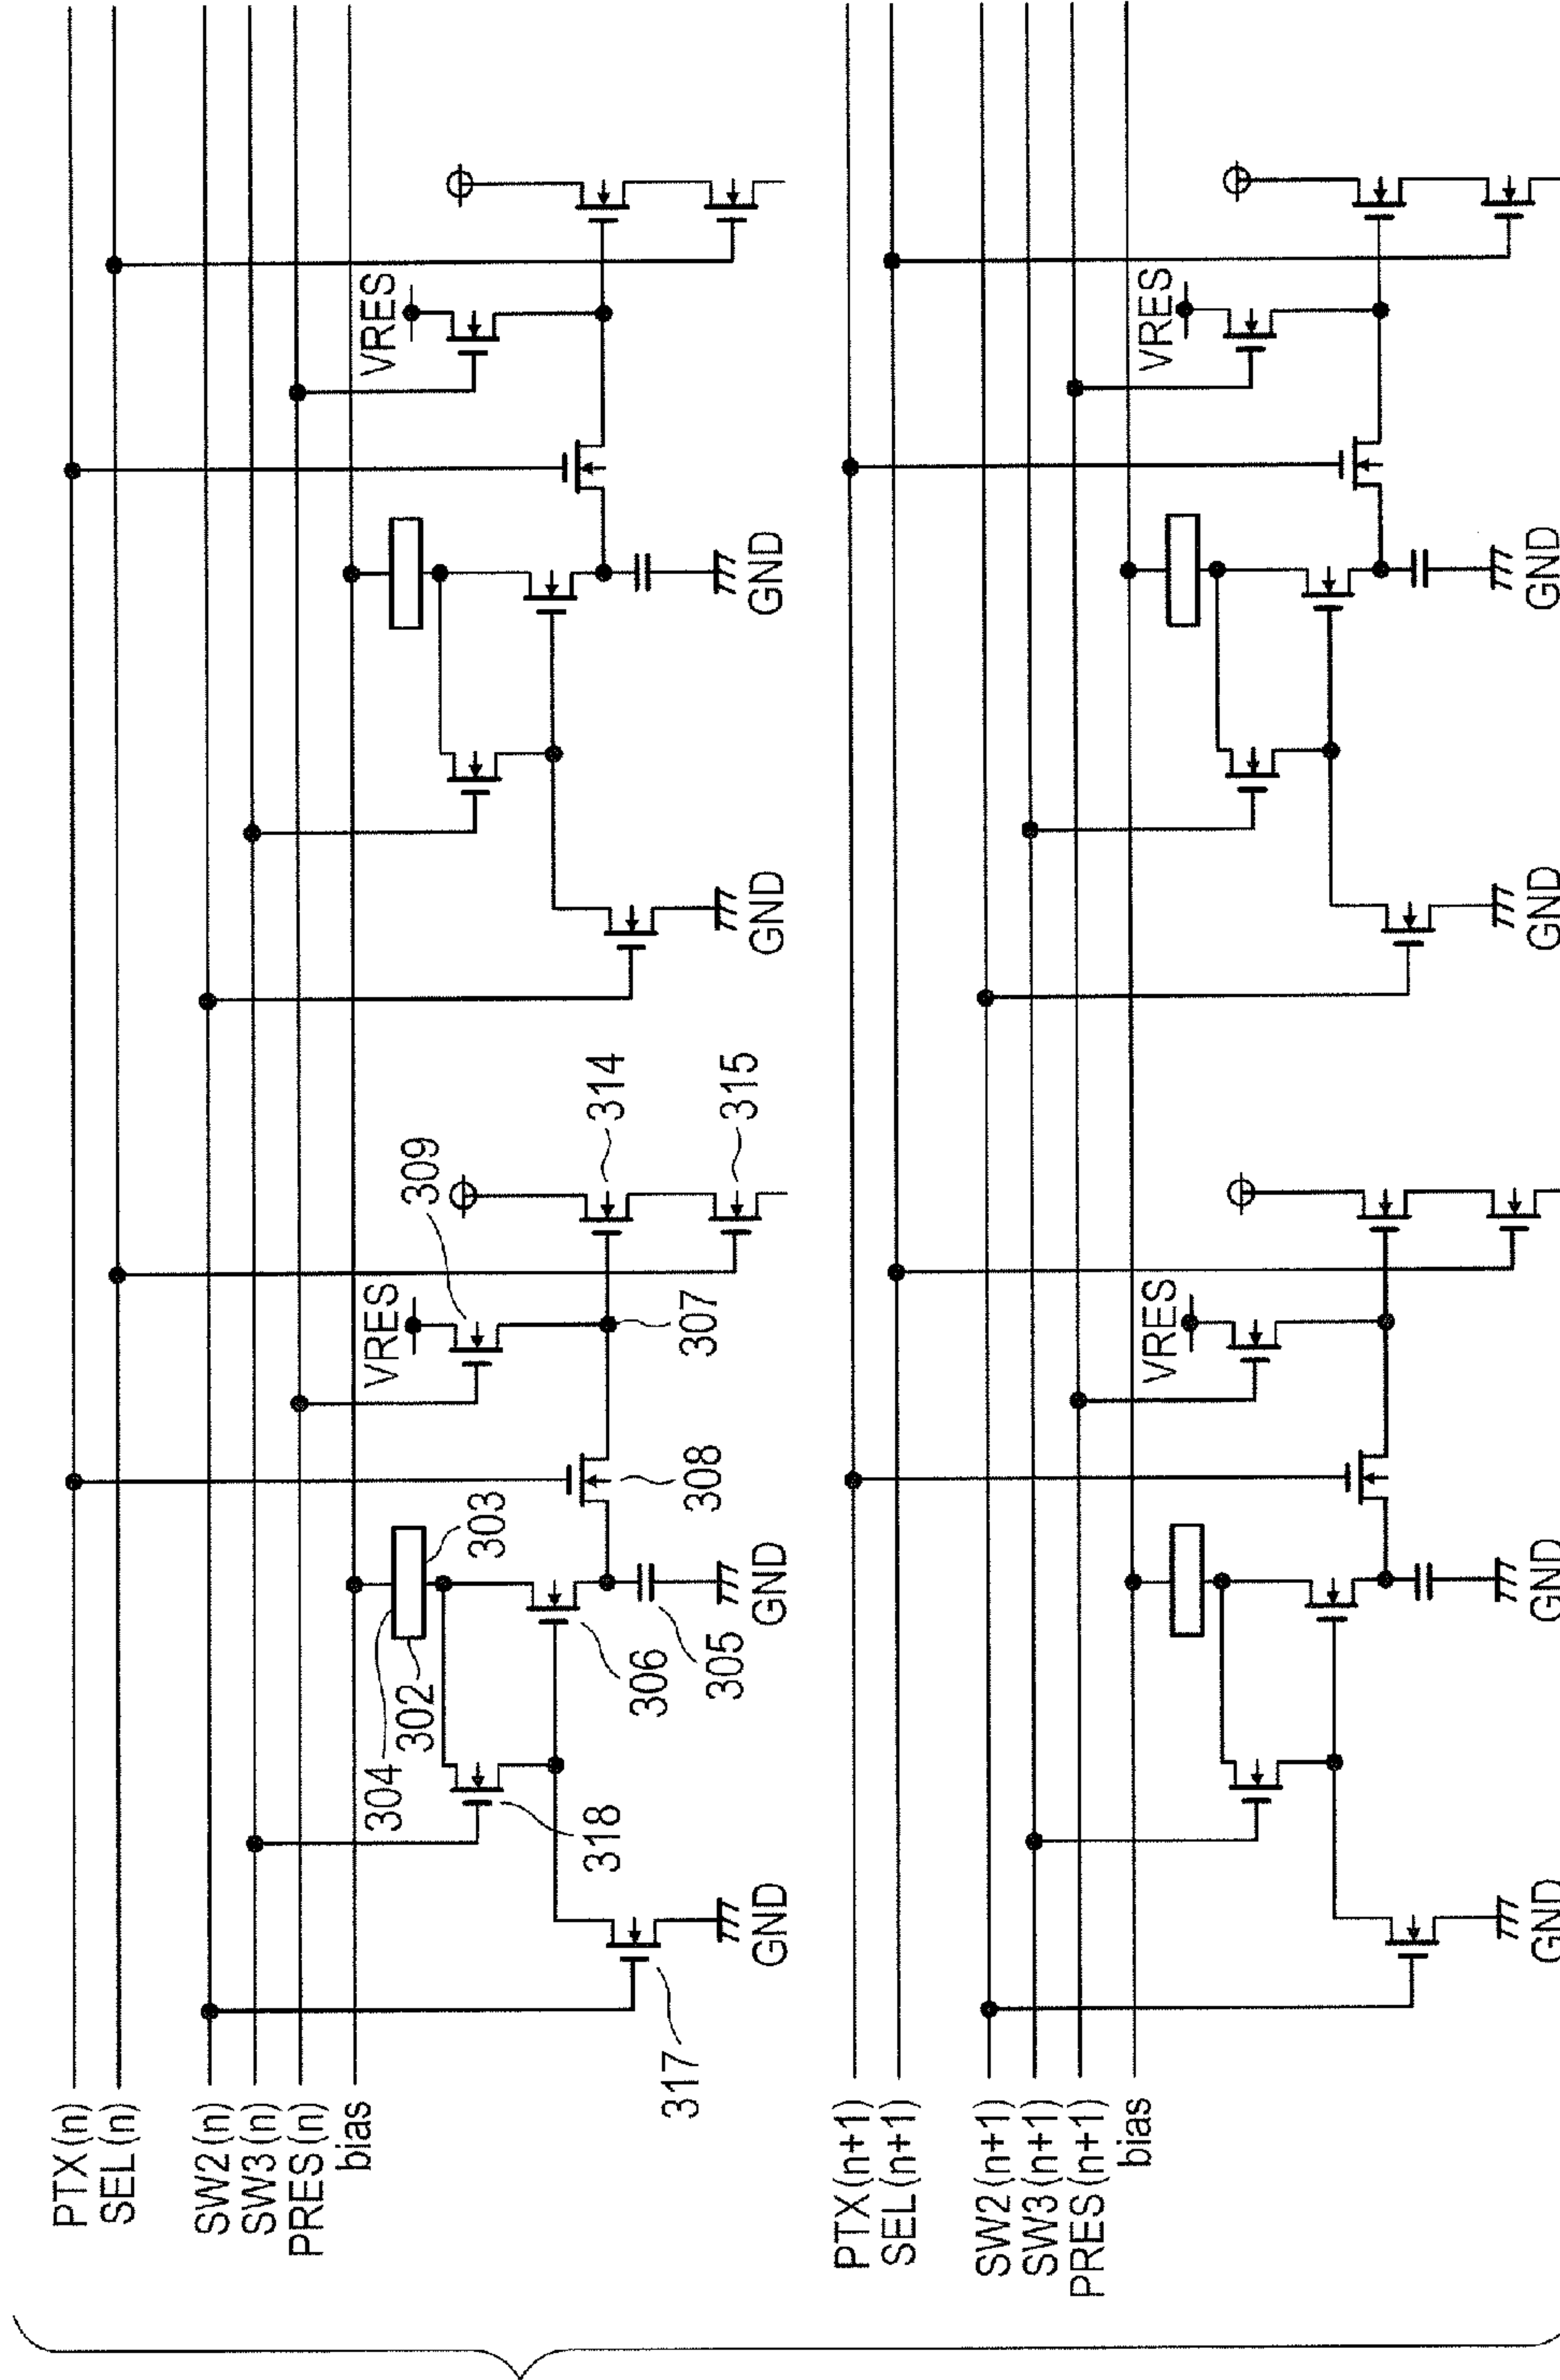 PTX(n)
SEL(n)
SW2(n)
SW3(n)
PRES(n)
bias
304
VRES
VRES
302
309
303
318
314
306
317
307
308
305
315
GND
GND
GND
GND
PTX(n+1)
SEL(n+1)
SW2(n+1)
SW3(n+1)
PRES(n+1)
bias
VRES
VRES
GND
GND
GND
GND